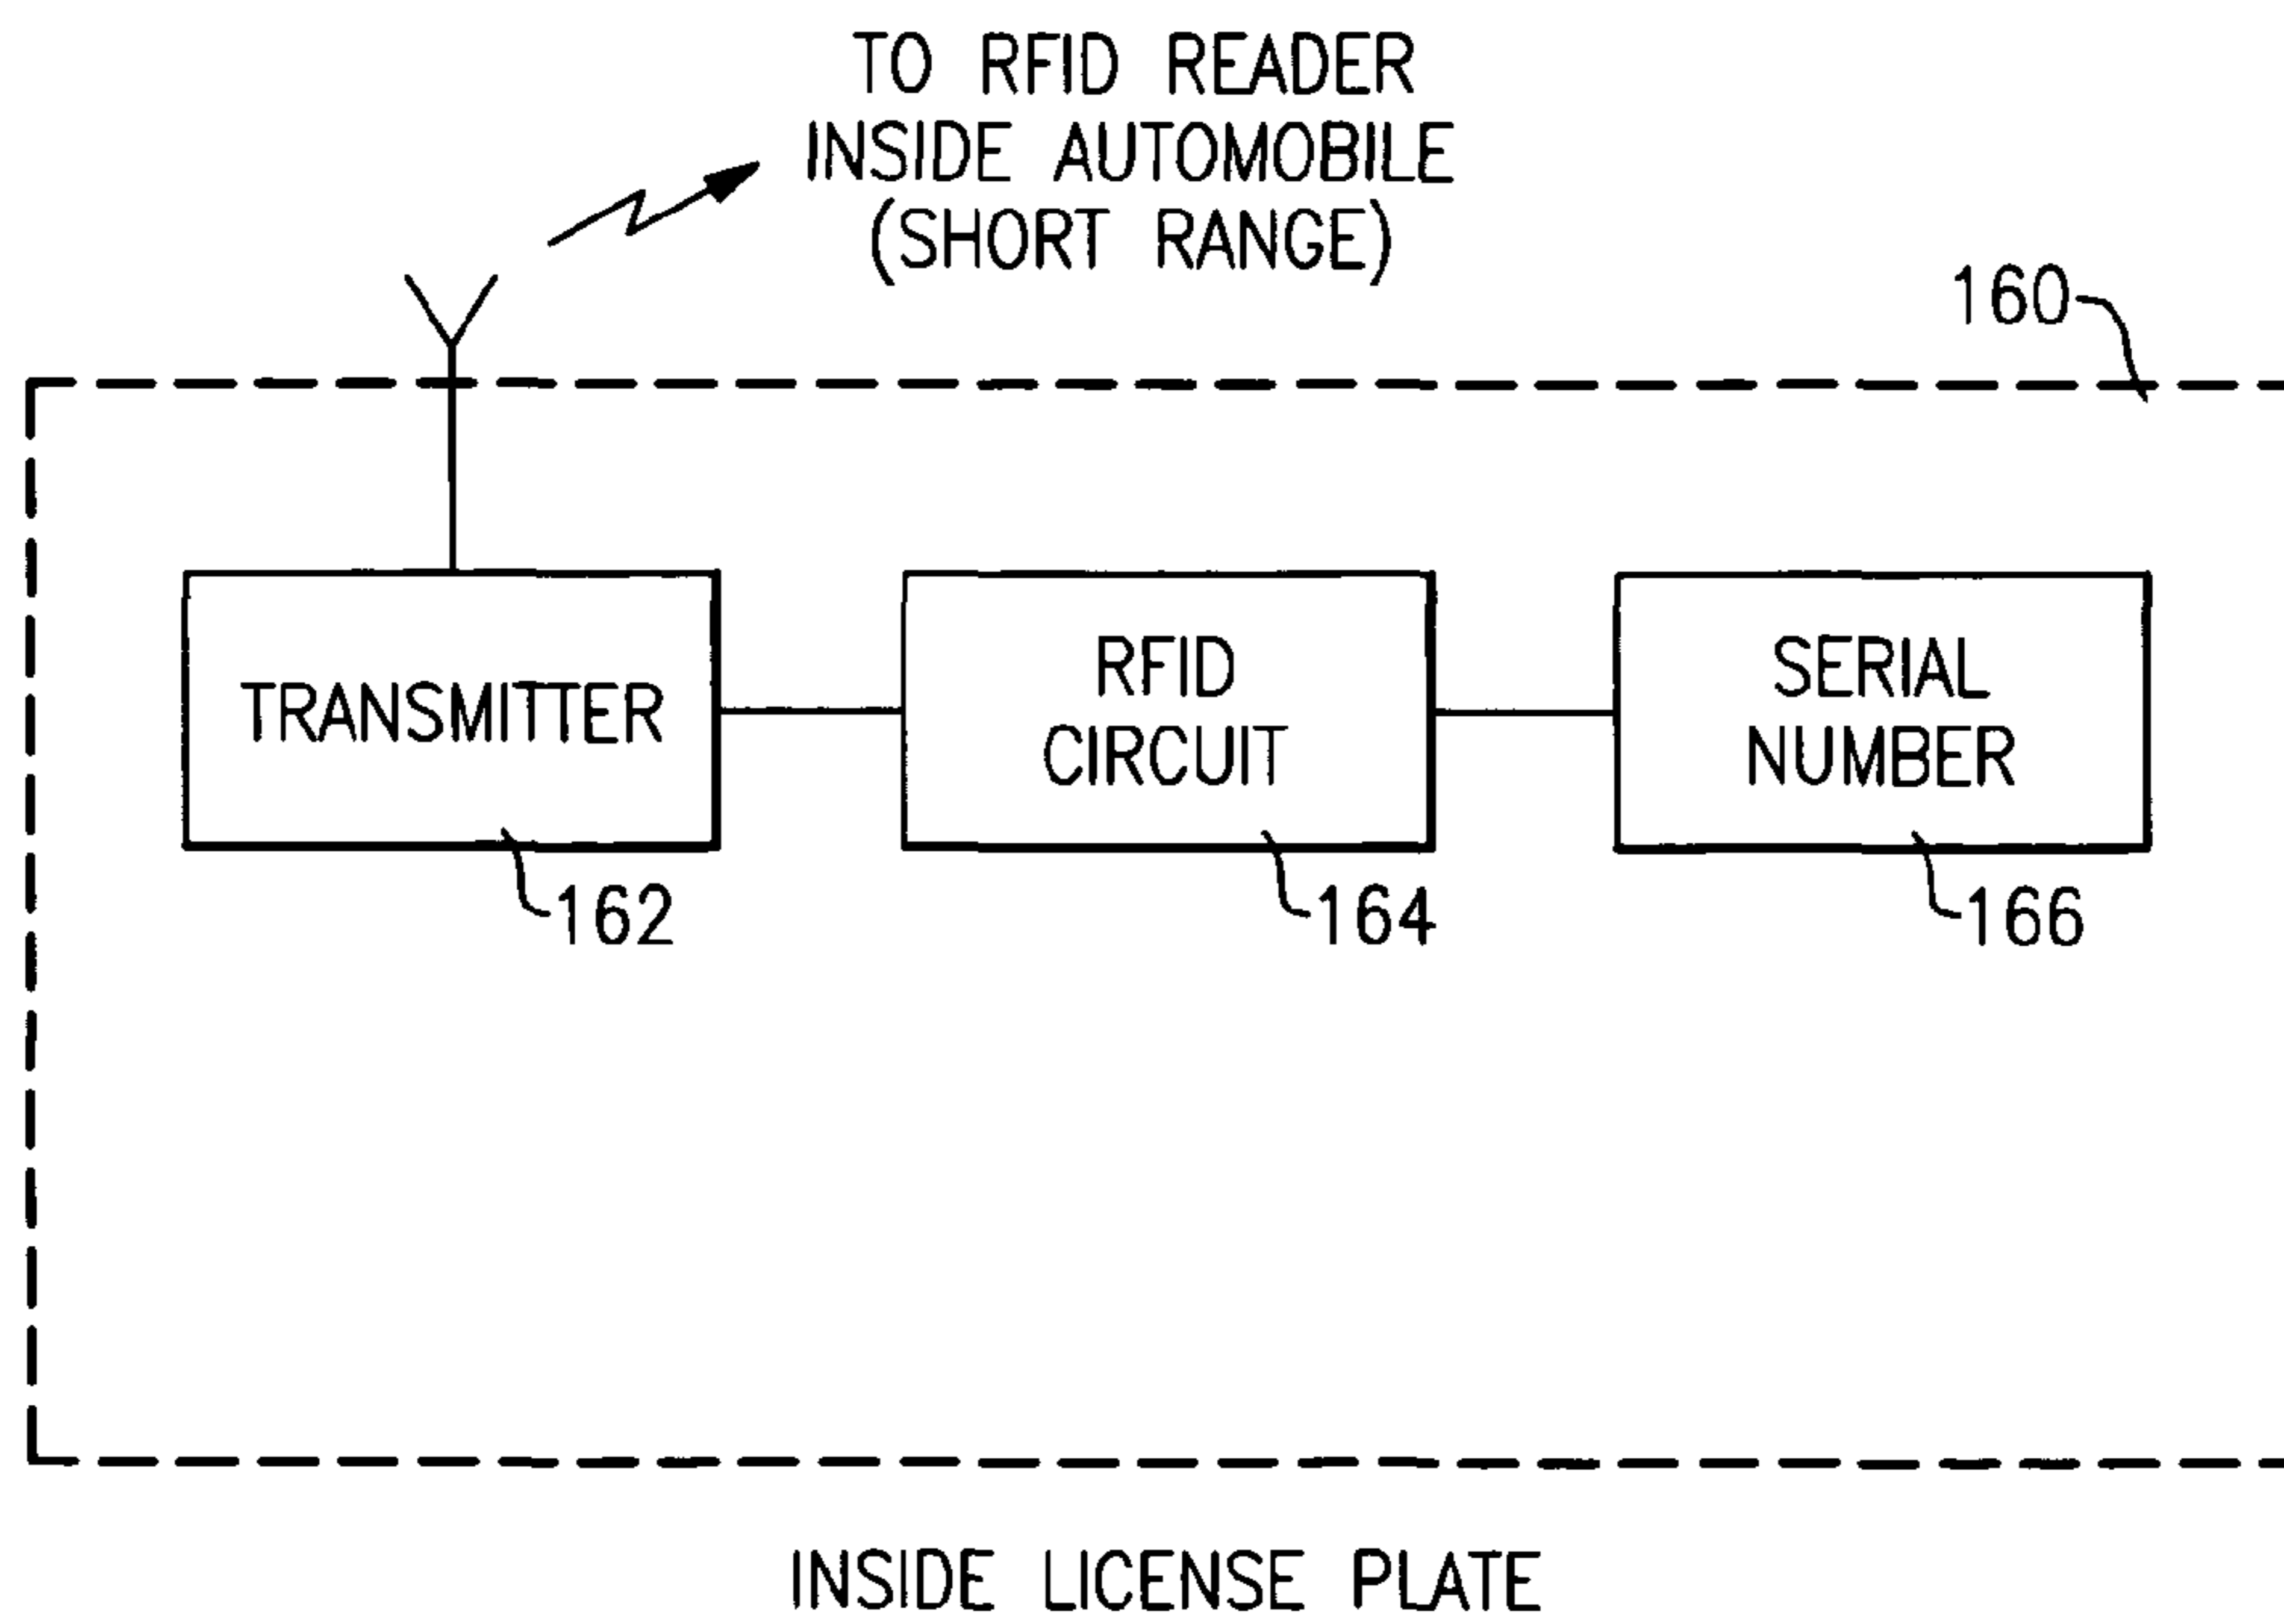 TO RFID READER
INSIDE AUTOMOBILE
(SHORT RANGE)
160
TRANSMITTER
RFID
CIRCUIT
SERIAL
NUMBER
162
164
166
INSIDE LICENSE PLATE